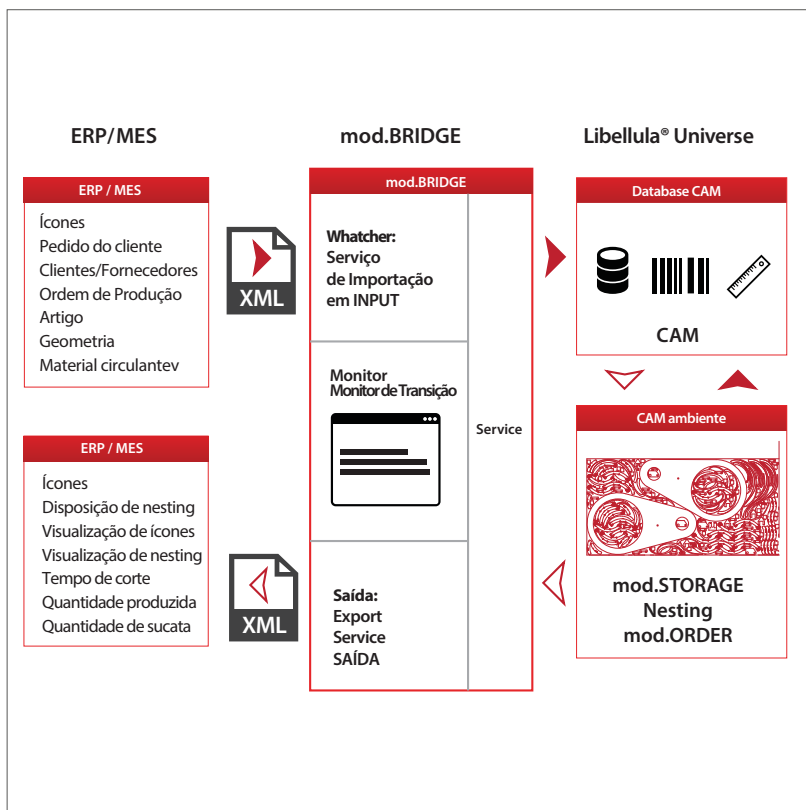 ERP/MES
mod.BRIDGE
Libellula® Universe
ERP / MES
Ícones
Pedido do cliente
Clientes/Fornecedores
Ordem de Produção
Artigo
Geometria
Material circulantev
XML
mod.BRIDGE
Whatcher:
Serviço
de Importação
em INPUT
Monitor
Monitor de Transição
Service
Saída:
Export
Service
SAÍDA
Database CAM
CAM
ERP / MES
Ícones
Disposição de nesting
Visualização de ícones
Visualização de nesting
Tempo de corte
Quantidade produzida
Quantidade de sucata
XML
CAM ambiente
mod.STORAGE
Nesting
mod.ORDER